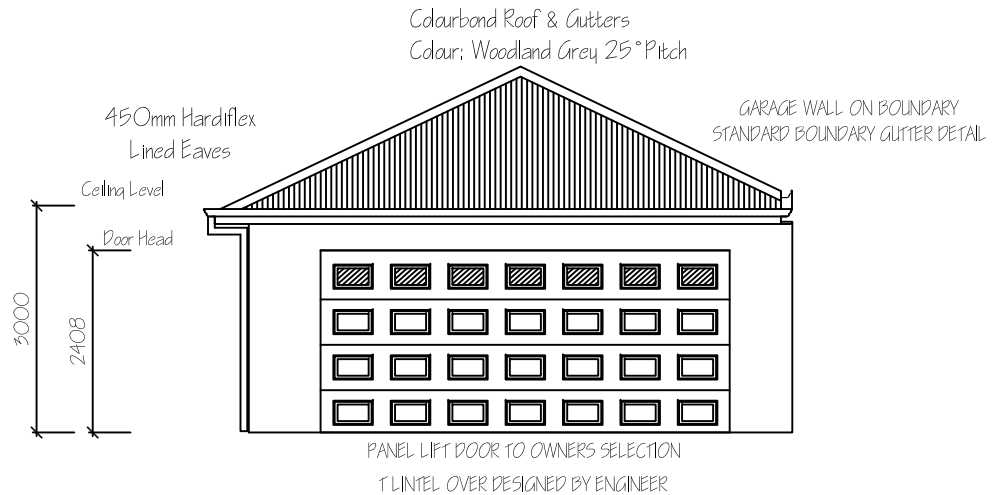 Colourbond Roof & Gutters
Colour; Woodland Grey 25° Pitch
450mm Hardiflex
Lined Eaves
GARAGE WALL ON BOUNDARY
STANDARD BOUNDARY GUTTER DETAIL
Ceiling Level
Door Head
3000
2408
PANEL LIFT DOOR TO OWNERS SELECTION
T LINTEL OVER DESIGNED BY ENGINEER